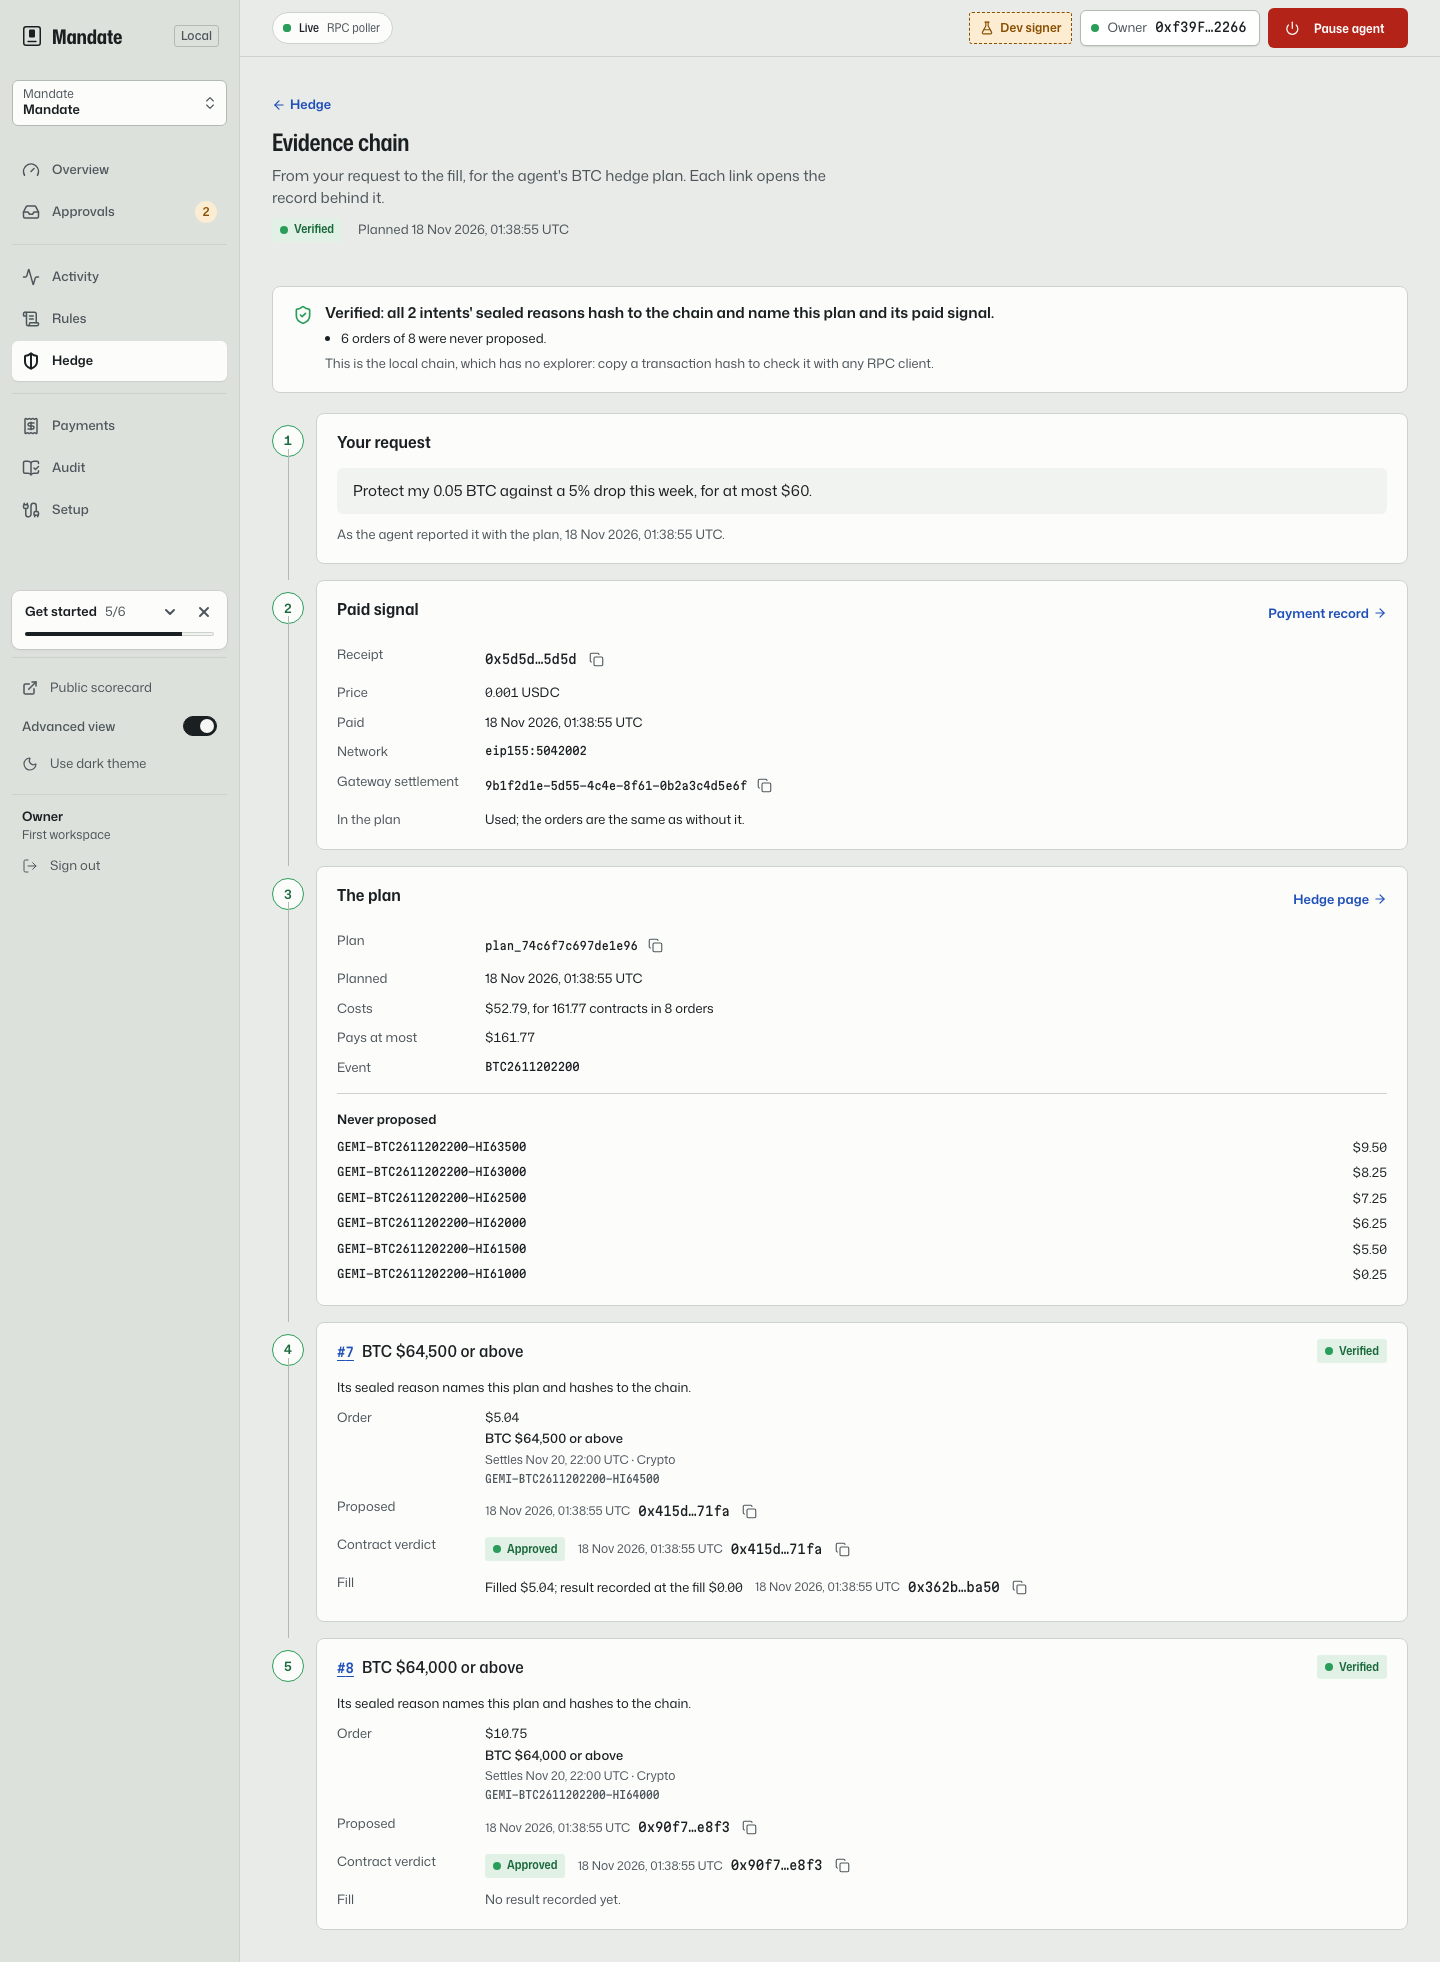 Mandate
Local
Mandate
Mandate
Overview
Approvals
2
Activity
Rules
Hedge
Payments
Audit
Setup
Get started 5/6
Public scorecard
Advanced view
Use dark theme
Owner
First workspace
Sign out
Live RPC poller
Dev signer
Owner 0xf39F…2266
Pause agent
Hedge
Evidence chain
From your request to the fill, for the agent's BTC hedge plan. Each link opens the
record behind it.
Verified
Planned 18 Nov 2026, 01:38:55 UTC
Verified: all 2 intents' sealed reasons hash to the chain and name this plan and its paid signal.
6 orders of 8 were never proposed.
This is the local chain, which has no explorer: copy a transaction hash to check it with any RPC client.
1
Your request
Protect my 0.05 BTC against a 5% drop this week, for at most $60.
As the agent reported it with the plan, 18 Nov 2026, 01:38:55 UTC.
2
Paid signal
Payment record
Receipt 0x5d5d…5d5d
Price 0.001 USDC
Paid 18 Nov 2026, 01:38:55 UTC
Network eip155:5042002
Gateway settlement 9b1f2d1e-5d55-4c4e-8f61-0b2a3c4d5e6f
In the plan Used; the orders are the same as without it.
3
The plan
Hedge page
Plan plan_74c6f7c697de1e96
Planned 18 Nov 2026, 01:38:55 UTC
Costs $52.79, for 161.77 contracts in 8 orders
Pays at most $161.77
Event BTC2611202200
Never proposed
GEMI-BTC2611202200-HI63500 $9.50
GEMI-BTC2611202200-HI63000 $8.25
GEMI-BTC2611202200-HI62500 $7.25
GEMI-BTC2611202200-HI62000 $6.25
GEMI-BTC2611202200-HI61500 $5.50
GEMI-BTC2611202200-HI61000 $0.25
4
#7 BTC $64,500 or above
Verified
Its sealed reason names this plan and hashes to the chain.
Order $5.04
BTC $64,500 or above
Settles Nov 20, 22:00 UTC · Crypto
GEMI-BTC2611202200-HI64500
Proposed 18 Nov 2026, 01:38:55 UTC 0x415d…71fa
Contract verdict Approved 18 Nov 2026, 01:38:55 UTC 0x415d…71fa
Fill Filled $5.04; result recorded at the fill $0.00 18 Nov 2026, 01:38:55 UTC 0x362b…ba50
5
#8 BTC $64,000 or above
Verified
Its sealed reason names this plan and hashes to the chain.
Order $10.75
BTC $64,000 or above
Settles Nov 20, 22:00 UTC · Crypto
GEMI-BTC2611202200-HI64000
Proposed 18 Nov 2026, 01:38:55 UTC 0x90f7…e8f3
Contract verdict Approved 18 Nov 2026, 01:38:55 UTC 0x90f7…e8f3
Fill No result recorded yet.